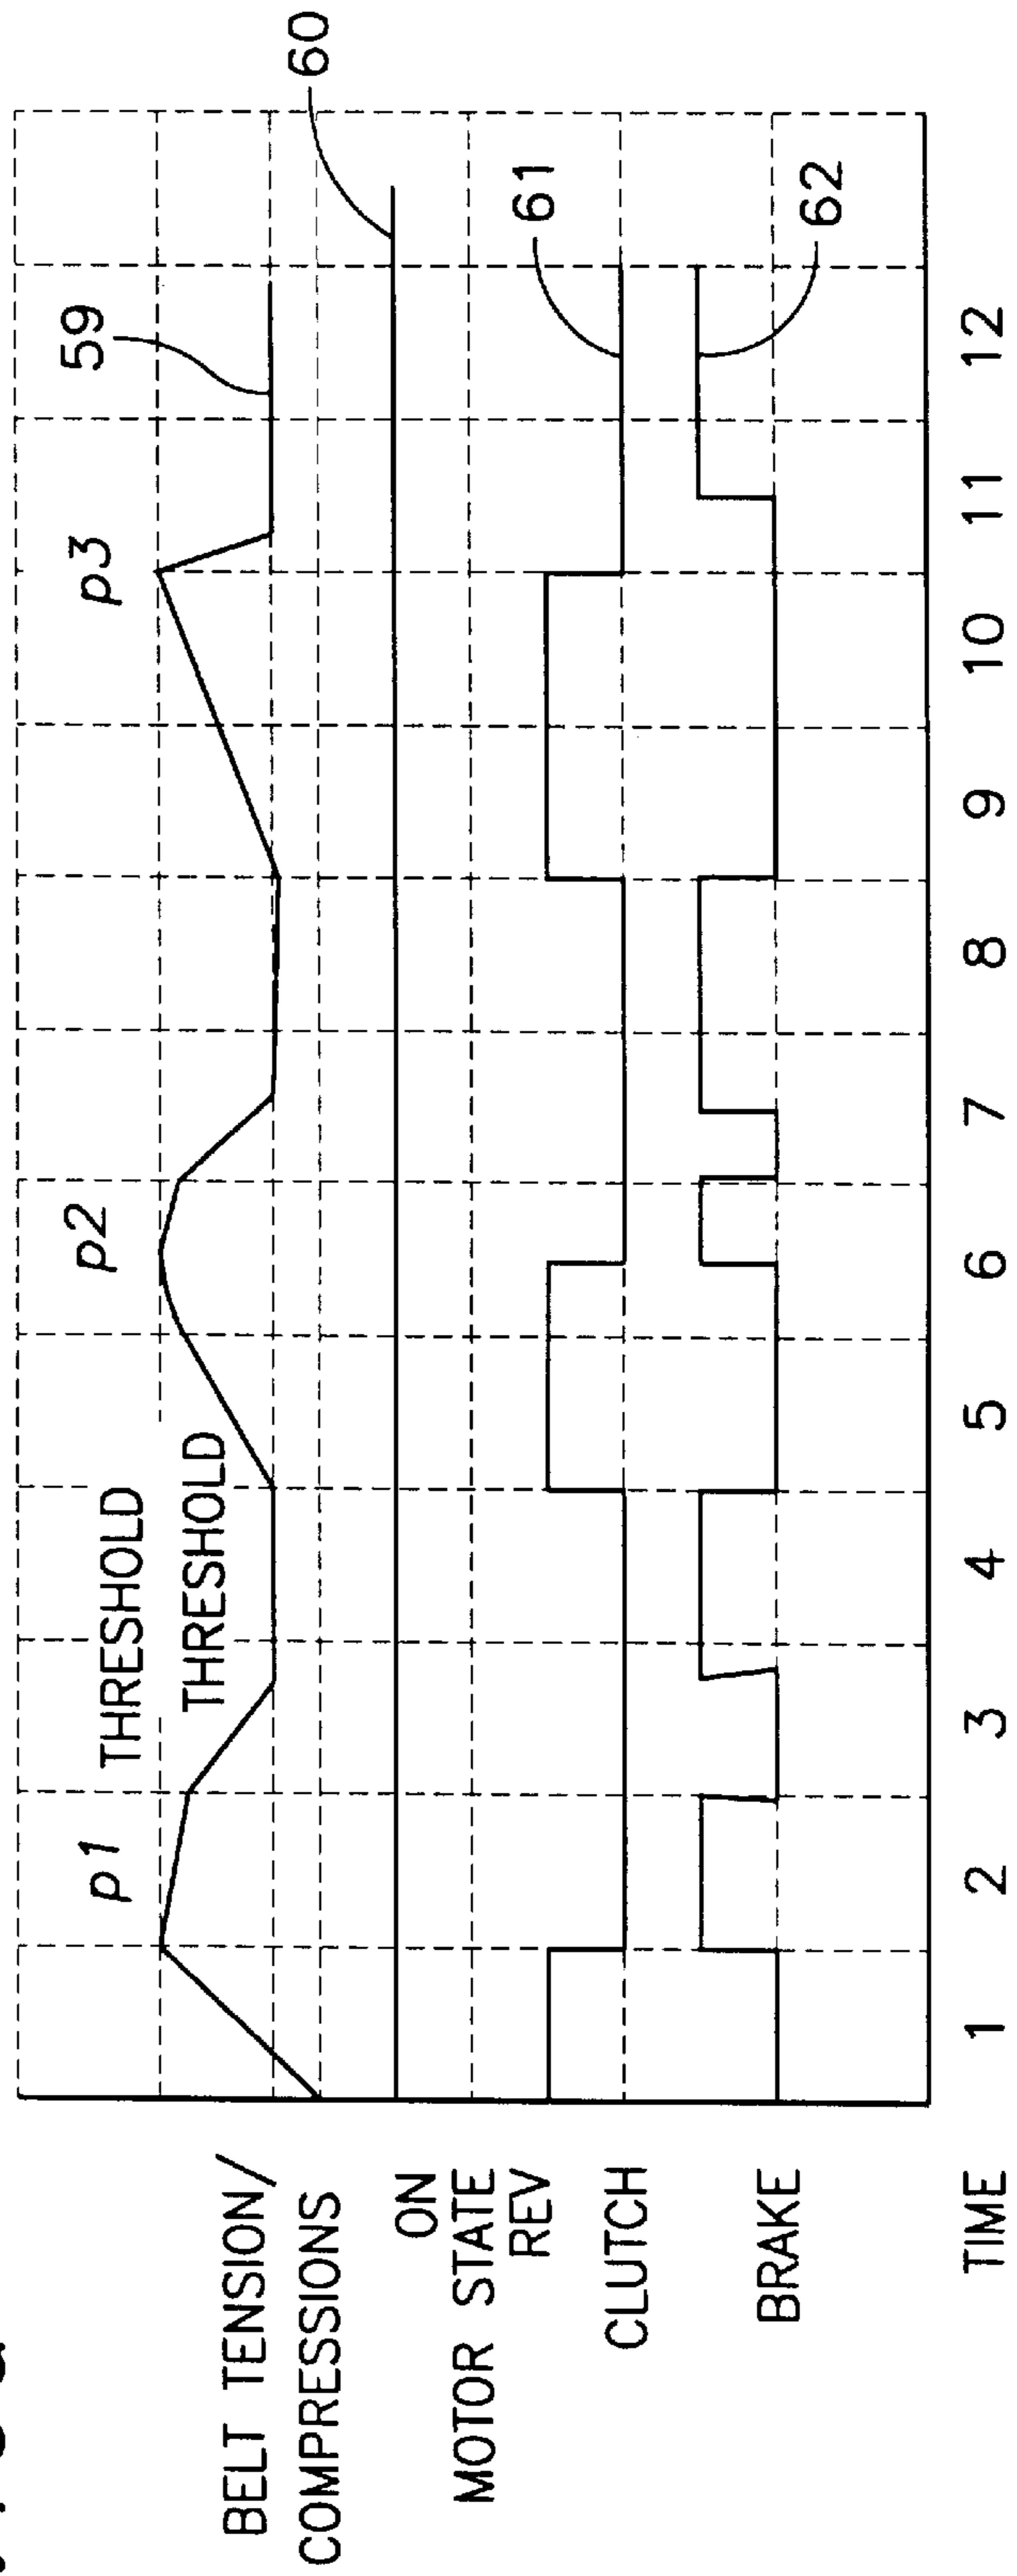 60
59
p1
p2
p3
THRESHOLD
THRESHOLD
BELT TENSION/
COMPRESSIONS
ON
MOTOR STATE
REV
61
CLUTCH
62
BRAKE
TIME 1 2 3 4 5 6 7 8 9 10 11 12